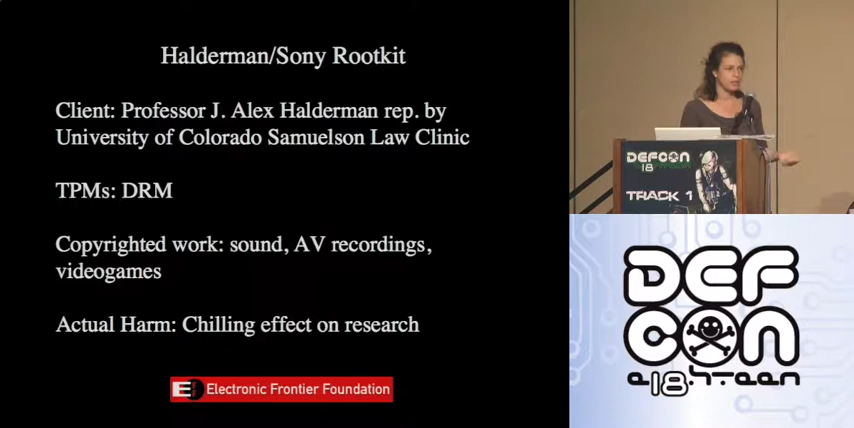 Halderman/Sony Rootkit
Client: Professor J. Alex Halderman rep. by
University of Colorado Samuelson Law Clinic
TPMs: DRM
Copyrighted work: sound, AV recordings,
videogames
Actual Harm: Chilling effect on research
Electronic Frontier Foundation
DEFCON
18
TRACK 1
DEF
CON
e.18.h.teen